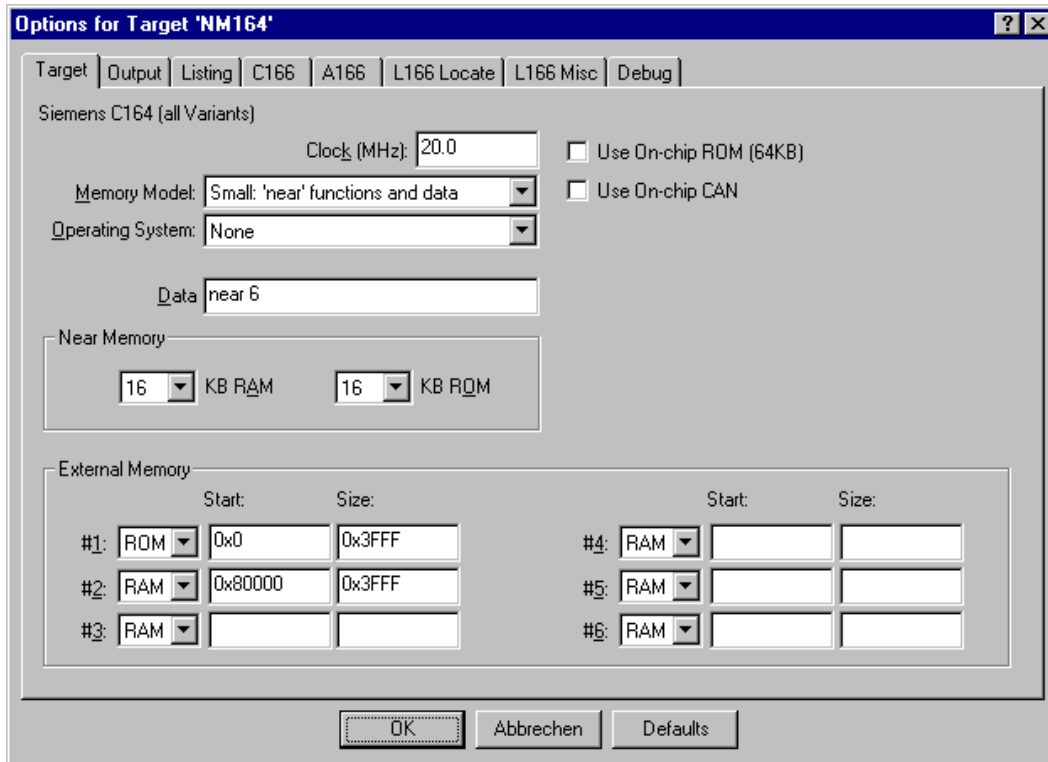 Options for Target 'NM164'
Target Output Listing C166 A166 L166 Locate L166 Misc Debug
Siemens C164 (all Variants)
Clock (MHz): 20.0 Use On-chip ROM (64KB)
Memory Model: Small: 'near' functions and data Use On-chip CAN
Operating System: None
Data near 6
Near Memory
16 KB RAM 16 KB ROM
External Memory
Start: Size: Start: Size:
#1: ROM 0x0 0x3FFF #4: RAM
#2: RAM 0x80000 0x3FFF #5: RAM
#3: RAM #6: RAM
OK Abbrechen Defaults